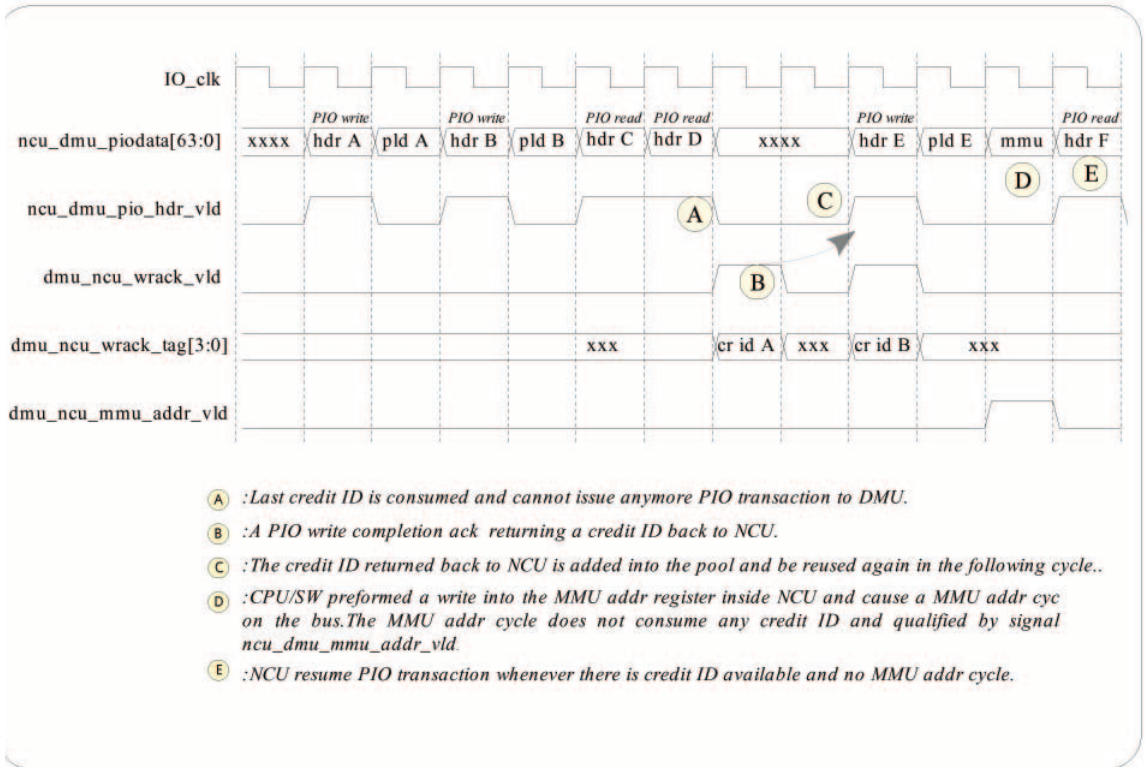 IO_clk
PIO write PIO write PIO read PIO read PIO write PIO read
ncu_dmu_piodata[63:0] xxxx hdr A pld A hdr B pld B hdr C hdr D xxxx hdr E pld E mmu hdr F
D E
ncu_dmu_pio_hdr_vld A C
dmu_ncu_wrack_vld B
dmu_ncu_wrack_tag[3:0] xxx cr id A xxx cr id B xxx
dmu_ncu_mmu_addr_vld
A :Last credit ID is consumed and cannot issue anymore PIO transaction to DMU.
B :A PIO write completion ack returning a credit ID back to NCU.
C :The credit ID returned back to NCU is added into the pool and be reused again in the following cycle..
D :CPU/SW preformed a write into the MMU addr register inside NCU and cause a MMU addr cyc
on the bus.The MMU addr cycle does not consume any credit ID and qualified by signal
ncu_dmu_mmu_addr_vld.
E :NCU resume PIO transaction whenever there is credit ID available and no MMU addr cycle.